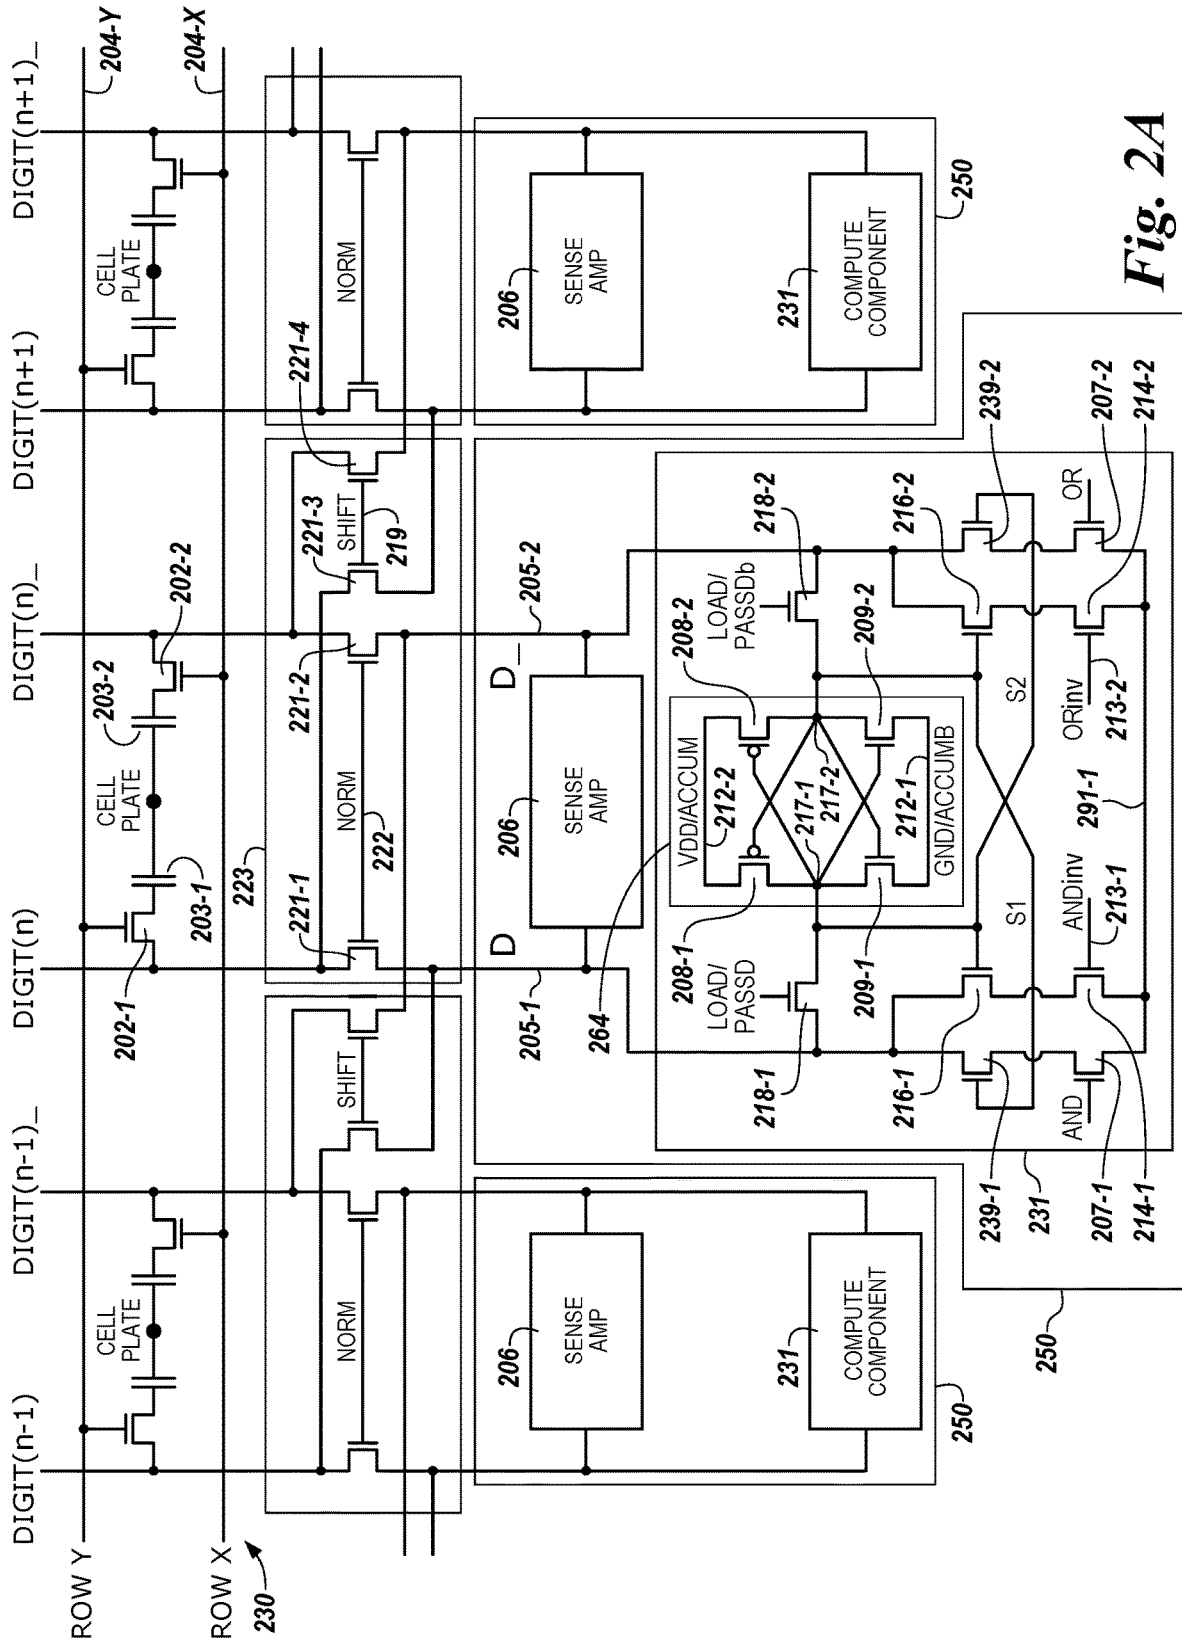 DIGIT(n-1)
DIGIT(n-1)_
DIGIT(n)
DIGIT(n)_
DIGIT(n+1)
DIGIT(n+1)_
ROW Y
204-Y
CELL
PLATE
202-1
203-1
CELL
PLATE
203-2
202-2
CELL
PLATE
ROW X
204-X
230
223
NORM
SHIFT
221-1
NORM
222
221-2
221-3
SHIFT
219
221-4
NORM
205-1
D
D_
205-2
206
SENSE
AMP
206
SENSE
AMP
206
SENSE
AMP
264
231
COMPUTE
COMPONENT
250
231
COMPUTE
COMPONENT
250
VDD/ACCUM
212-2
208-1
208-2
LOAD/
PASSD
218-1
LOAD/
PASSDb
218-2
217-1
217-2
209-1
209-2
212-1
GND/ACCUMB
239-1
216-1
216-2
239-2
S1
S2
AND
207-1
ANDinv
213-1
214-1
ORinv
213-2
OR
207-2
214-2
291-1
231
250
Fig. 2A